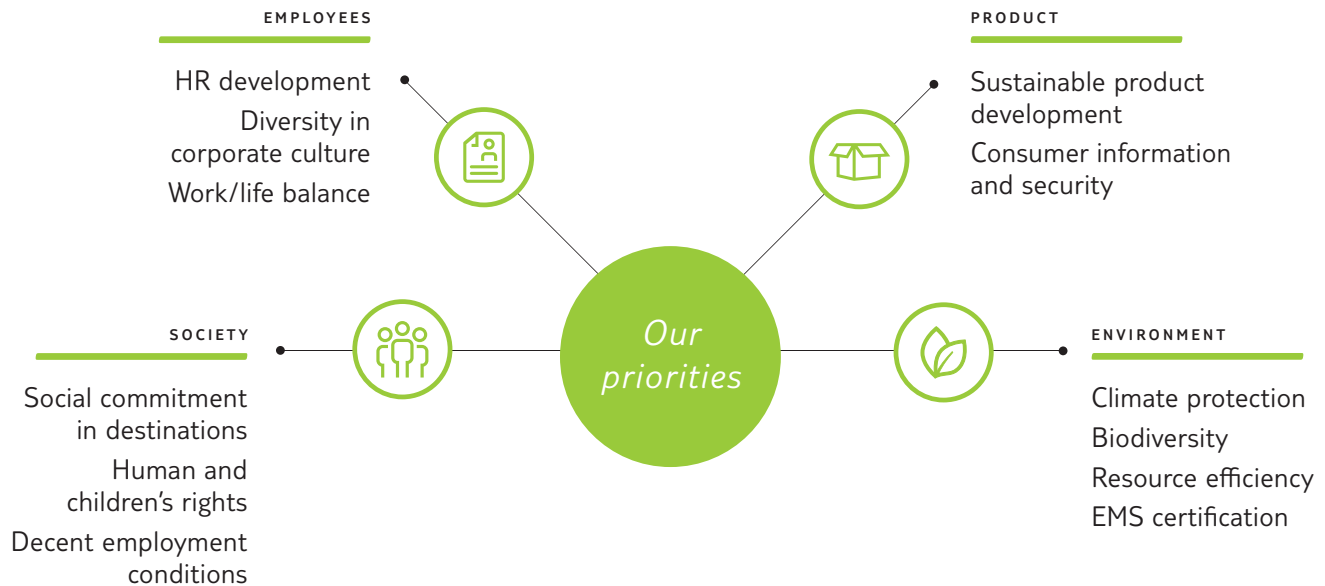 EMPLOYEES
HR development
Diversity in
corporate culture
Work/life balance
PRODUCT
Sustainable product
development
Consumer information
and security
Our
priorities
SOCIETY
Social commitment
in destinations
Human and
children's rights
Decent employment
conditions
ENVIRONMENT
Climate protection
Biodiversity
Resource efficiency
EMS certification